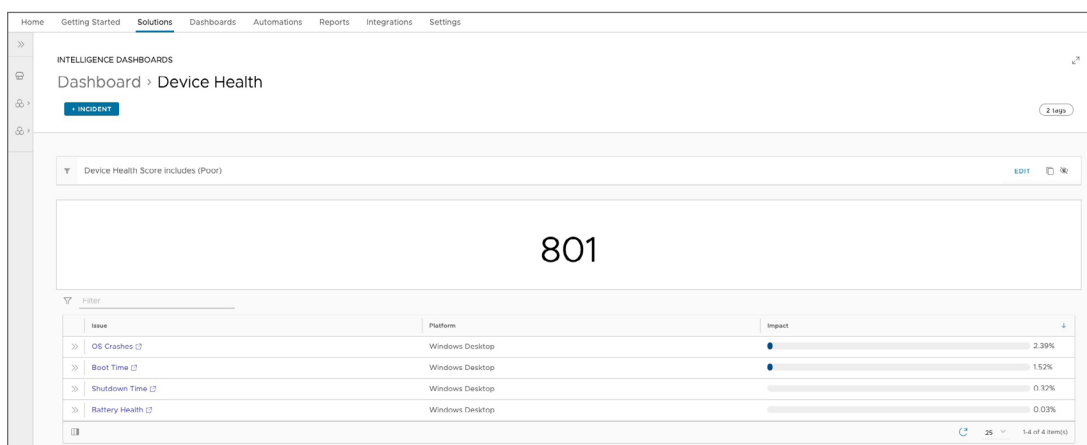 Home Getting Started Solutions Dashboards Automations Reports Integrations Settings
INTELLIGENCE DASHBOARDS
Dashboard > Device Health
+ INCIDENT
2 tags
Device Health Score includes (Poor)
EDIT
801
Filter
Issue Platform Impact
OS Crashes Windows Desktop 2.39%
Boot Time Windows Desktop 1.52%
Shutdown Time Windows Desktop 0.32%
Battery Health Windows Desktop 0.03%
25 1-4 of 4 item(s)